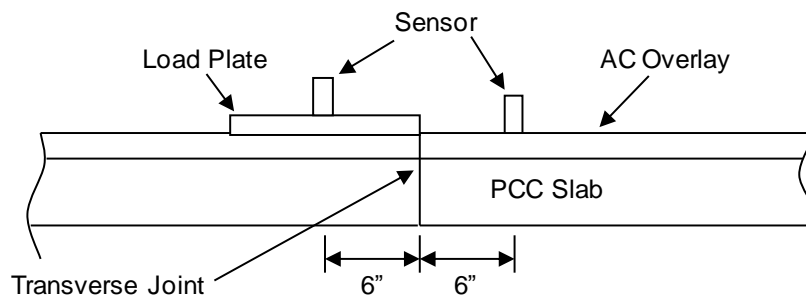 Sensor
Load Plate
AC Overlay
PCC Slab
Transverse Joint
6”
6”